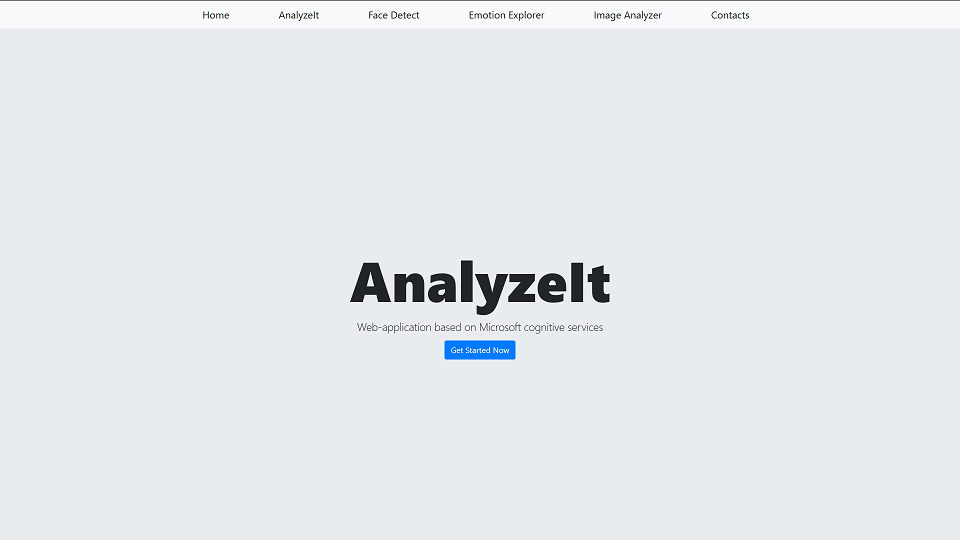 Home AnalyzeIt Face Detect Emotion Explorer Image Analyzer Contacts
AnalyzeIt
Web-application based on Microsoft cognitive services
Get Started Now